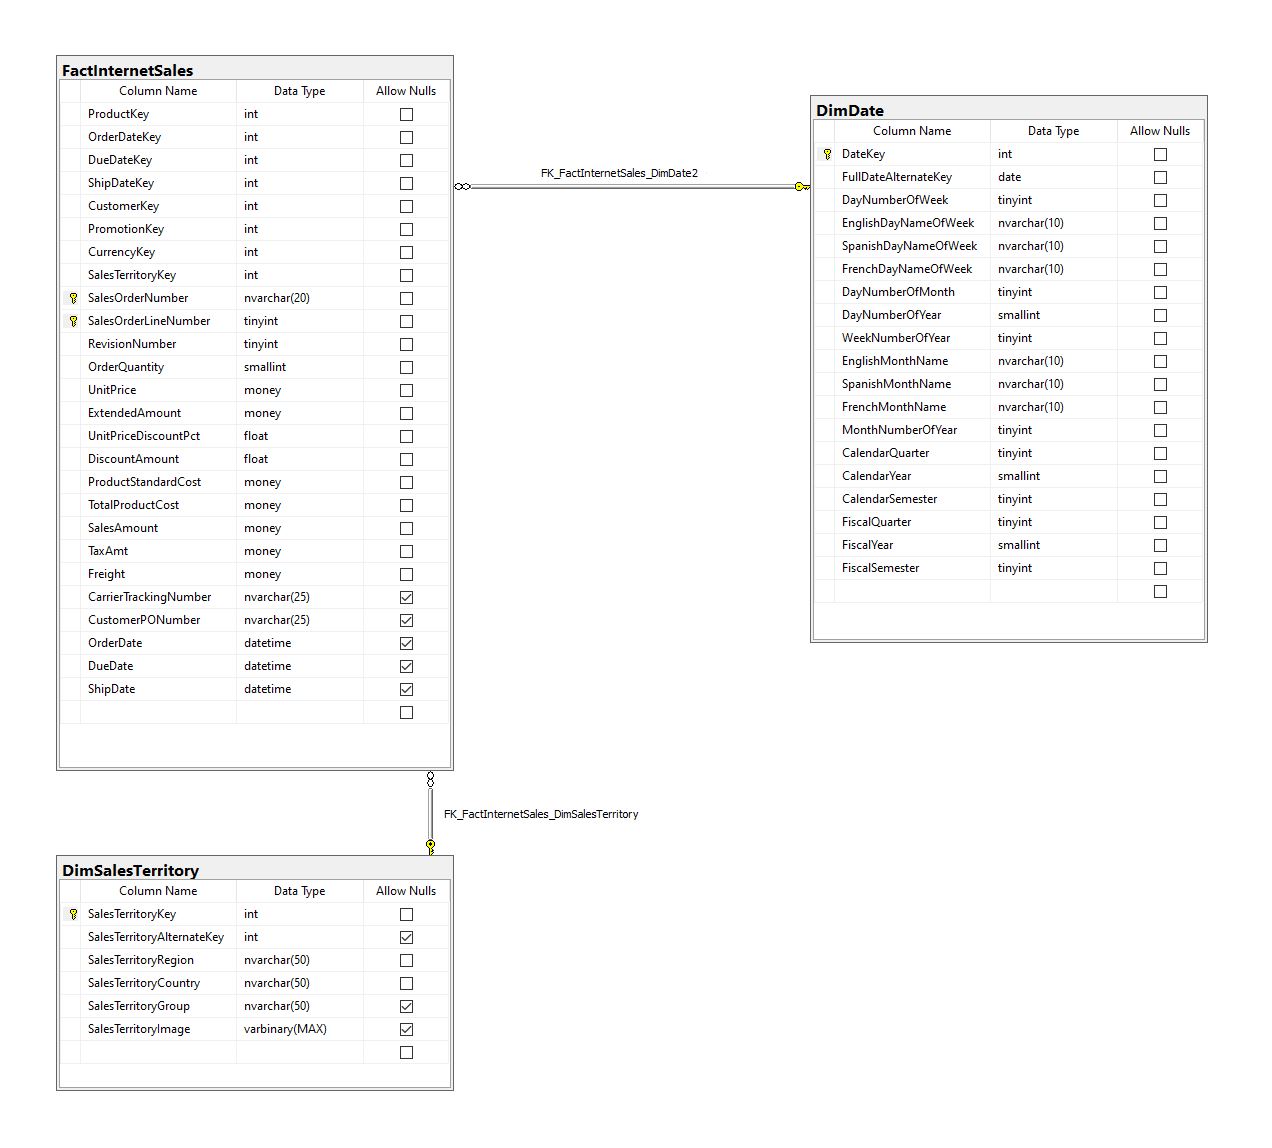 FactInternetSales
Column Name Data Type Allow Nulls
ProductKey int
OrderDateKey int
DueDateKey int
ShipDateKey int
CustomerKey int
PromotionKey int
CurrencyKey int
SalesTerritoryKey int
SalesOrderNumber nvarchar(20)
SalesOrderLineNumber tinyint
RevisionNumber tinyint
OrderQuantity smallint
UnitPrice money
ExtendedAmount money
UnitPriceDiscountPct float
DiscountAmount float
ProductStandardCost money
TotalProductCost money
SalesAmount money
TaxAmt money
Freight money
CarrierTrackingNumber nvarchar(25)
CustomerPONumber nvarchar(25)
OrderDate datetime
DueDate datetime
ShipDate datetime
FK_FactInternetSales_DimDate2
DimDate
Column Name Data Type Allow Nulls
DateKey int
FullDateAlternateKey date
DayNumberOfWeek tinyint
EnglishDayNameOfWeek nvarchar(10)
SpanishDayNameOfWeek nvarchar(10)
FrenchDayNameOfWeek nvarchar(10)
DayNumberOfMonth tinyint
DayNumberOfYear smallint
WeekNumberOfYear tinyint
EnglishMonthName nvarchar(10)
SpanishMonthName nvarchar(10)
FrenchMonthName nvarchar(10)
MonthNumberOfYear tinyint
CalendarQuarter tinyint
CalendarYear smallint
CalendarSemester tinyint
FiscalQuarter tinyint
FiscalYear smallint
FiscalSemester tinyint
FK_FactInternetSales_DimSalesTerritory
DimSalesTerritory
Column Name Data Type Allow Nulls
SalesTerritoryKey int
SalesTerritoryAlternateKey int
SalesTerritoryRegion nvarchar(50)
SalesTerritoryCountry nvarchar(50)
SalesTerritoryGroup nvarchar(50)
SalesTerritoryImage varbinary(MAX)